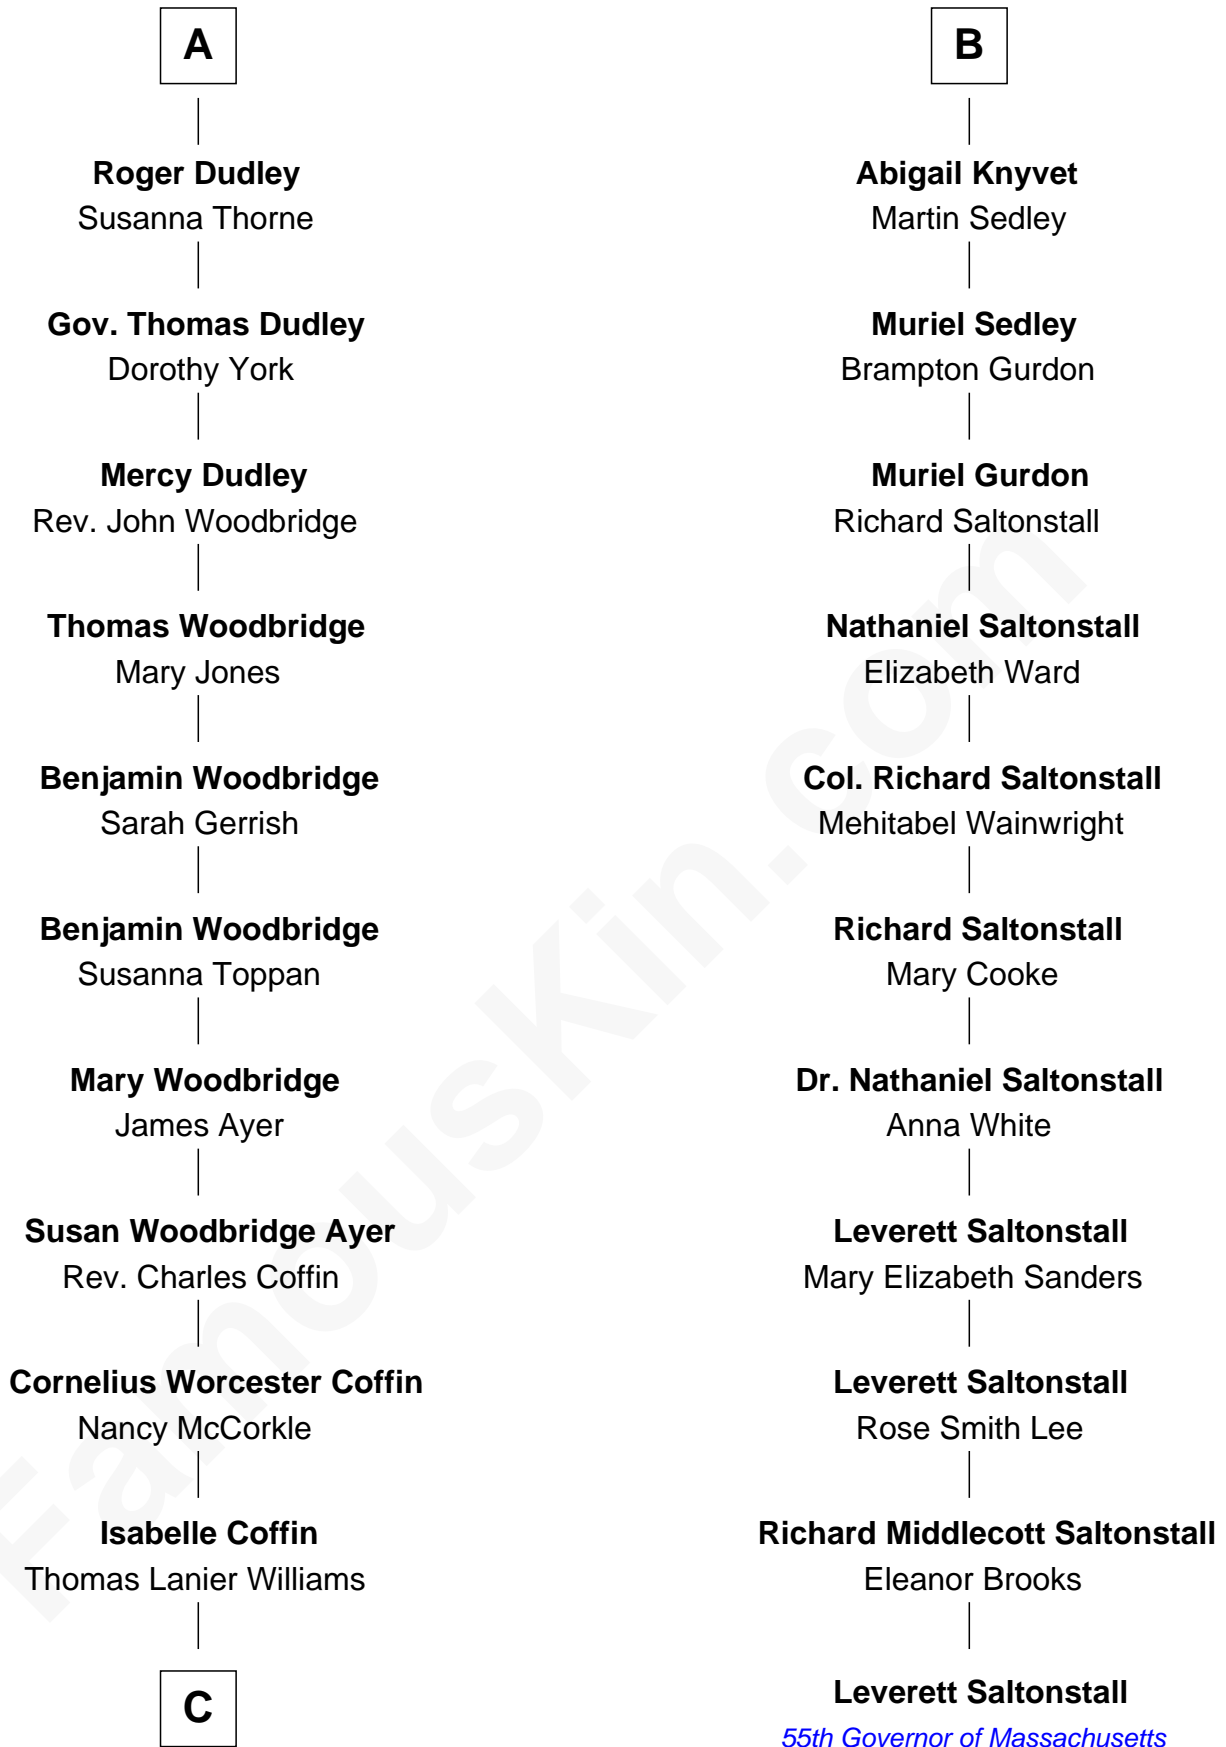 A
Roger Dudley
Susanna Thorne
Gov. Thomas Dudley
Dorothy York
Mercy Dudley
Rev. John Woodbridge
Thomas Woodbridge
Mary Jones
Benjamin Woodbridge
Sarah Gerrish
Benjamin Woodbridge
Susanna Toppan
Mary Woodbridge
James Ayer
Susan Woodbridge Ayer
Rev. Charles Coffin
Cornelius Worcester Coffin
Nancy McCorkle
Isabelle Coffin
Thomas Lanier Williams
C
B
Abigail Knyvet
Martin Sedley
Muriel Sedley
Brampton Gurdon
Muriel Gurdon
Richard Saltonstall
Nathaniel Saltonstall
Elizabeth Ward
Col. Richard Saltonstall
Mehitabel Wainwright
Richard Saltonstall
Mary Cooke
Dr. Nathaniel Saltonstall
Anna White
Leverett Saltonstall
Mary Elizabeth Sanders
Leverett Saltonstall
Rose Smith Lee
Richard Middlecott Saltonstall
Eleanor Brooks
Leverett Saltonstall
55th Governor of Massachusetts
FamousKin.com